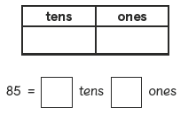 tens ones
85 = tens ones